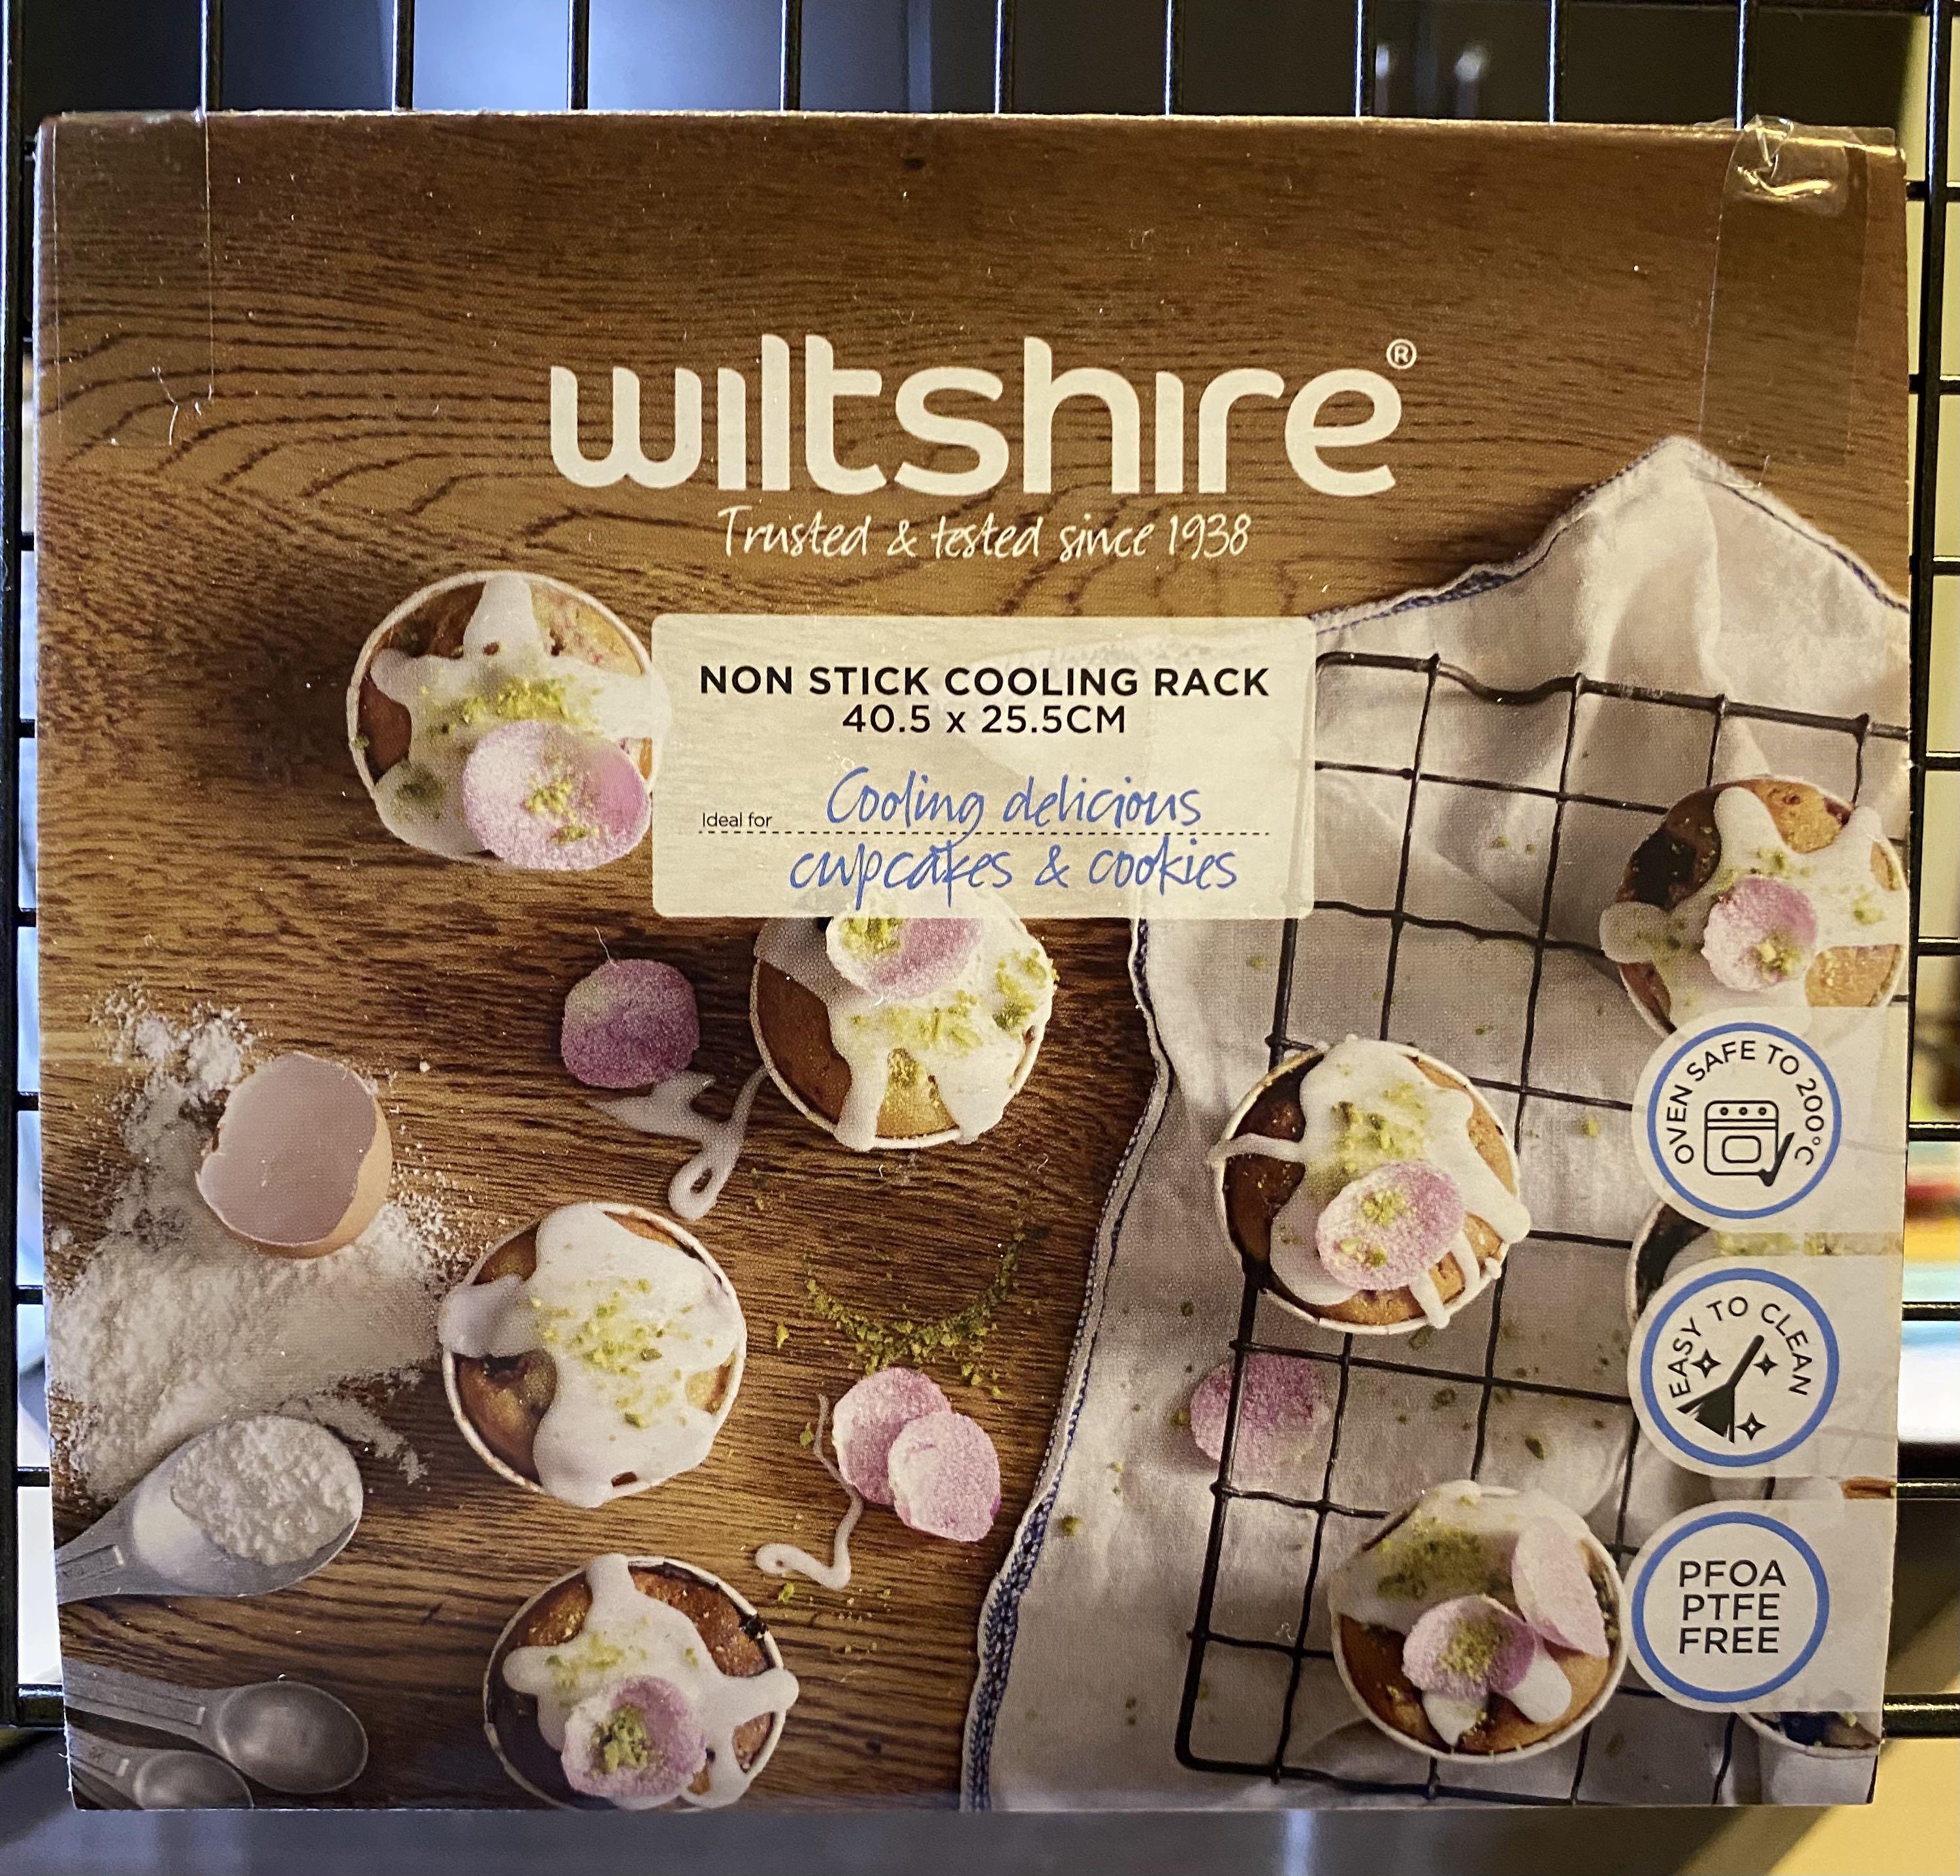 wiltshire®
Trusted & tested since 1938
NON STICK COOLING RACK
40.5 x 25.5CM
Ideal for Cooling delicious
cupcakes & cookies
OVEN SAFE TO 200°C
EASY TO CLEAN
PFOA
PTFE
FREE